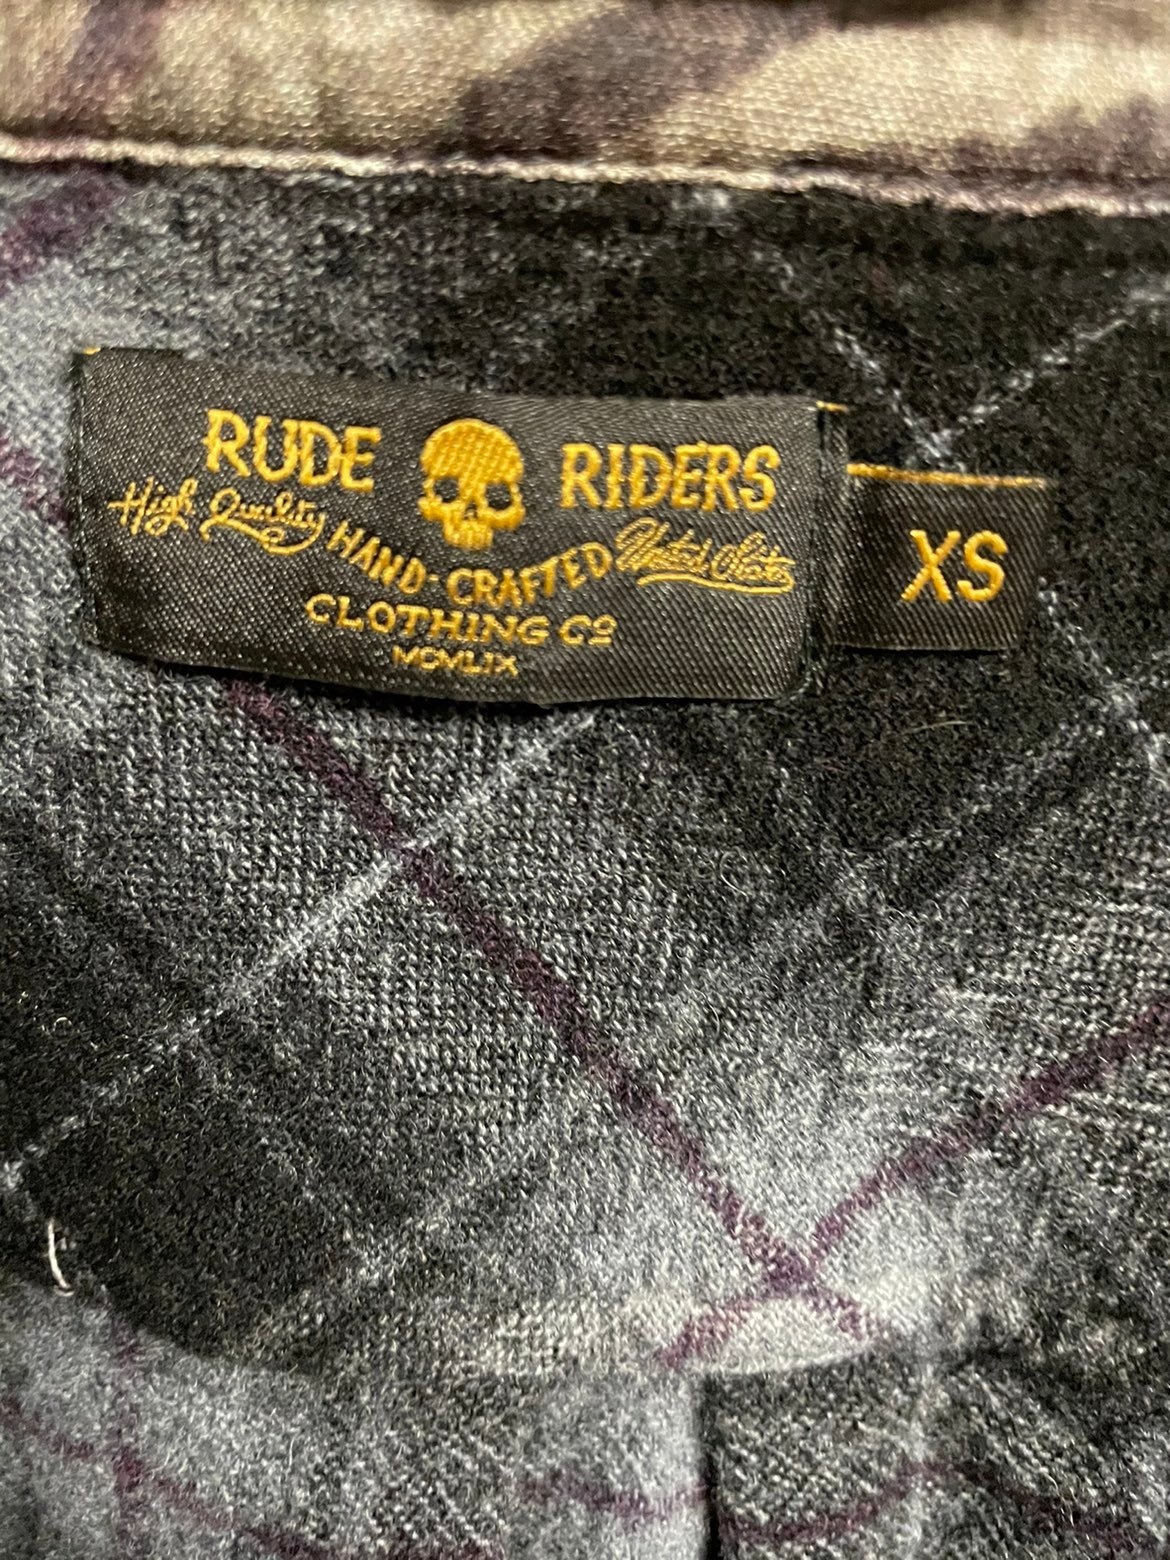 RUDE RIDERS
High Quality HAND-CRAFTED United States
CLOTHING Cº
MCMLIX
XS